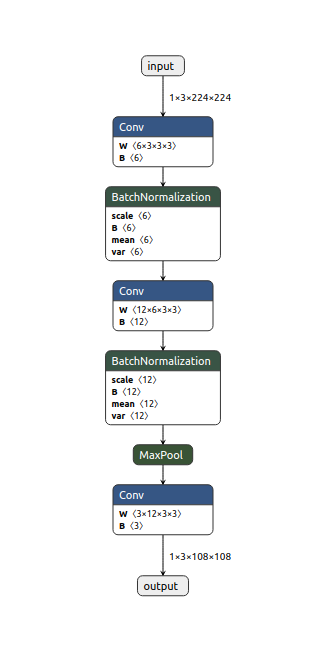 input
1×3×224×224
Conv
W ⟨6×3×3×3⟩
B ⟨6⟩
BatchNormalization
scale ⟨6⟩
B ⟨6⟩
mean ⟨6⟩
var ⟨6⟩
Conv
W ⟨12×6×3×3⟩
B ⟨12⟩
BatchNormalization
scale ⟨12⟩
B ⟨12⟩
mean ⟨12⟩
var ⟨12⟩
MaxPool
Conv
W ⟨3×12×3×3⟩
B ⟨3⟩
1×3×108×108
output